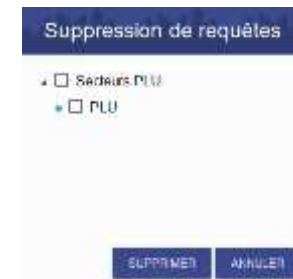 Suppression de requêtes
Secteurs PLU
PLU
SUPPRIMER
ANNULER